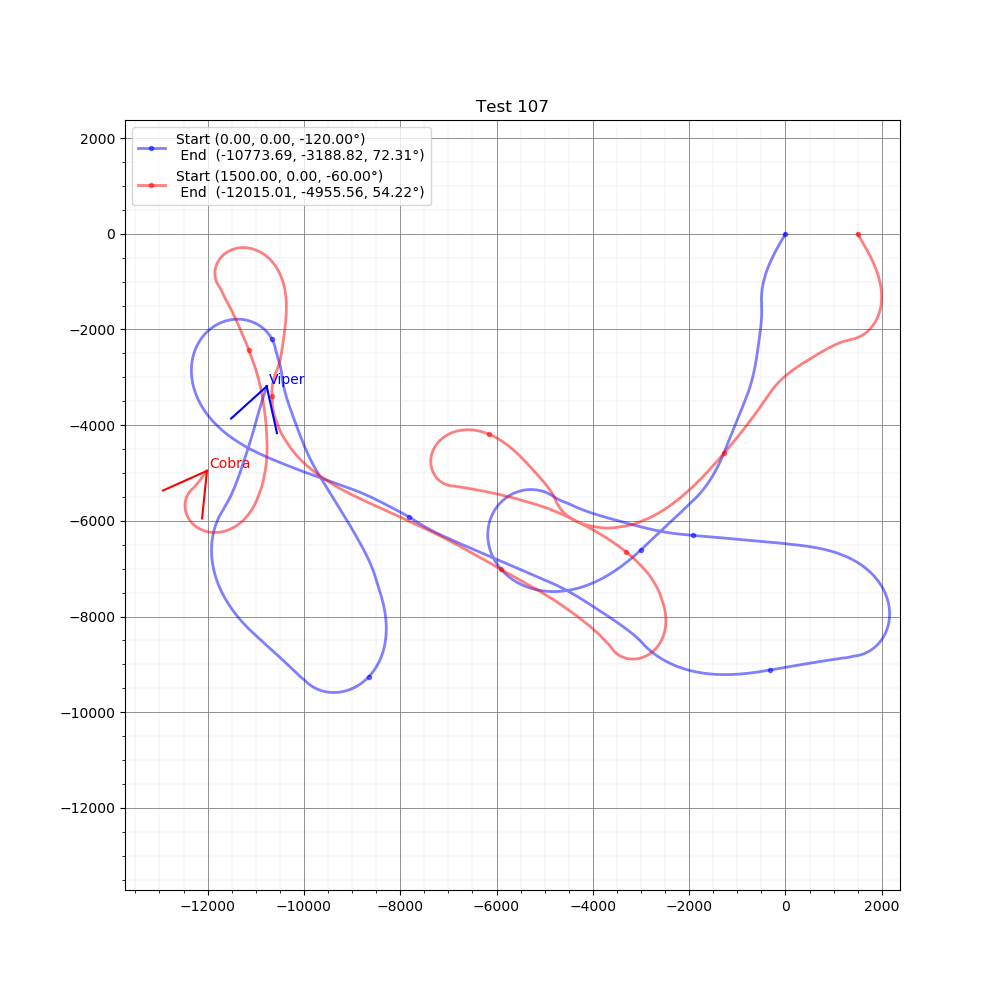 Test 107
Start (0.00, 0.00, -120.00°)
End (-10773.69, -3188.82, 72.31°)
Start (1500.00, 0.00, -60.00°)
End (-12015.01, -4955.56, 54.22°)
2000
0
−2000
−4000
−6000
−8000
−10000
−12000
Viper
Cobra
−12000 −10000 −8000 −6000 −4000 −2000 0 2000